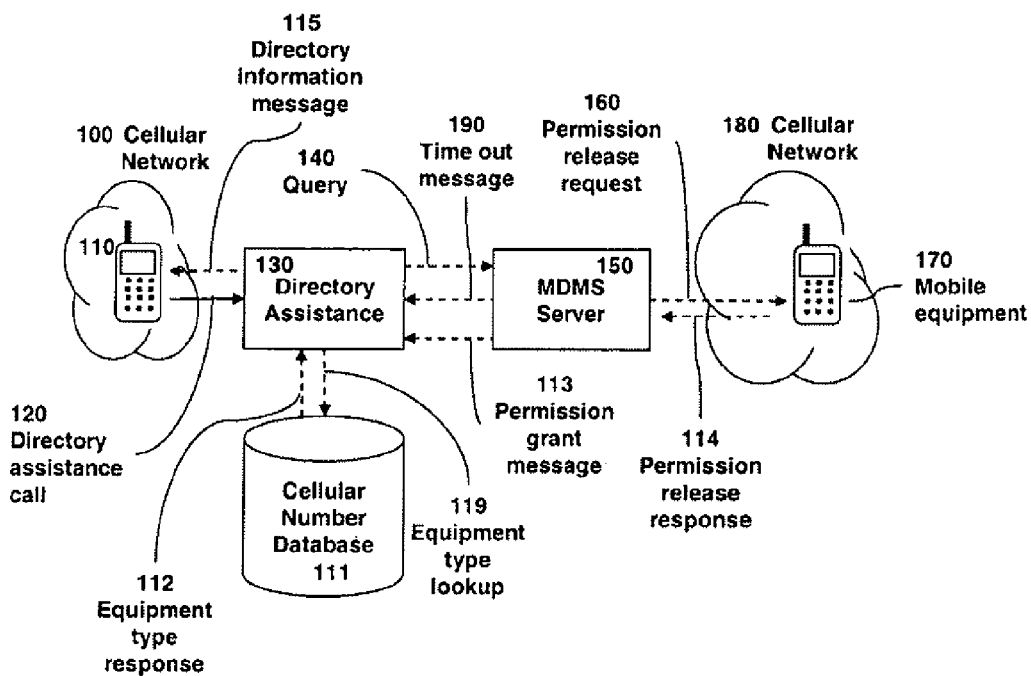 115
Directory
information
message
100 Cellular
Network
140
Query
190
Time out
message
160
Permission
release
request
180 Cellular
Network
110
130
Directory
Assistance
150
MDMS
Server
170
Mobile
equipment
120
Directory
assistance
call
113
Permission
grant
message
114
Permission
release
response
Cellular
Number
Database
111
119
Equipment
type
lookup
112
Equipment
type
response